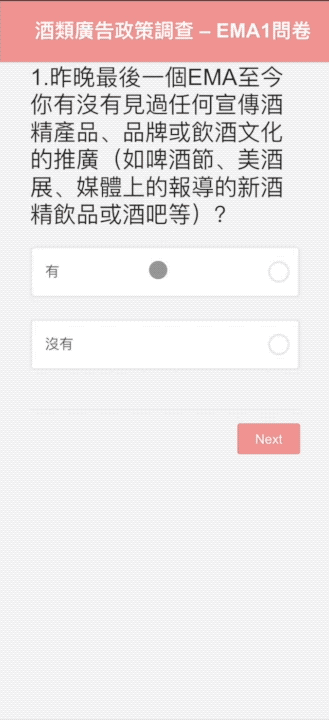 酒類廣告政策調查 – EMA1問卷
1.昨晚最後一個EMA至今
你有沒有見過任何宣傳酒
精產品、品牌或飲酒文化
的推廣（如啤酒節、美酒
展、媒體上的報導的新酒
精飲品或酒吧等）?
有
沒有
Next